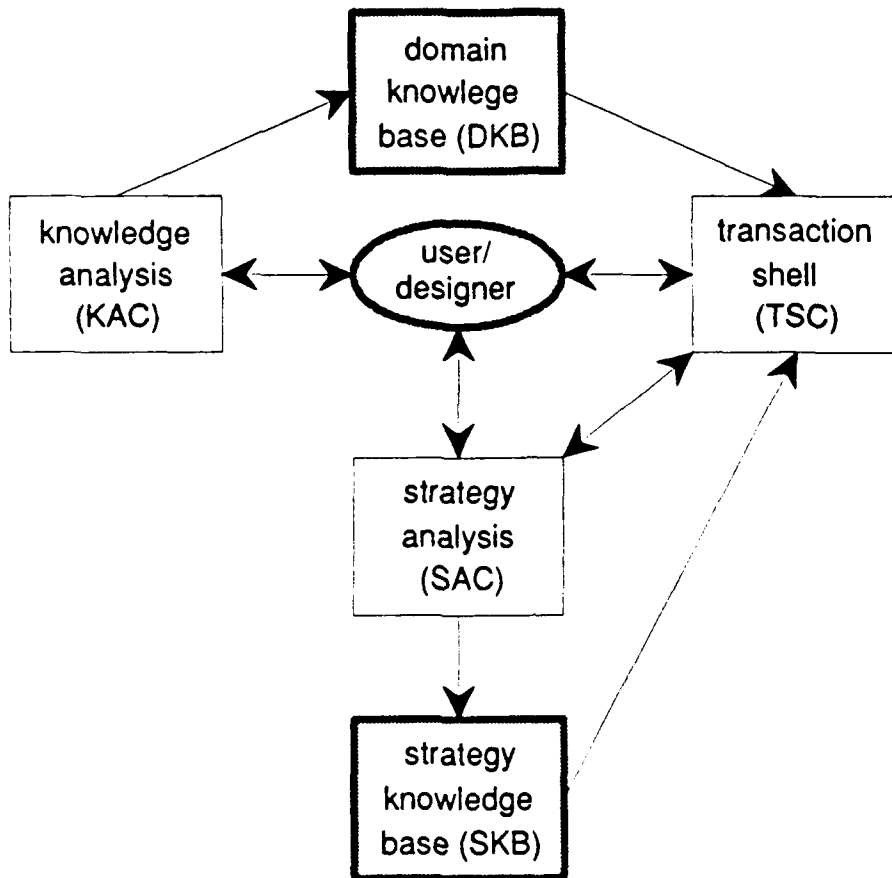 domain
knowlege
base (DKB)
knowledge
analysis
(KAC)
user/
designer
transaction
shell
(TSC)
strategy
analysis
(SAC)
strategy
knowledge
base (SKB)